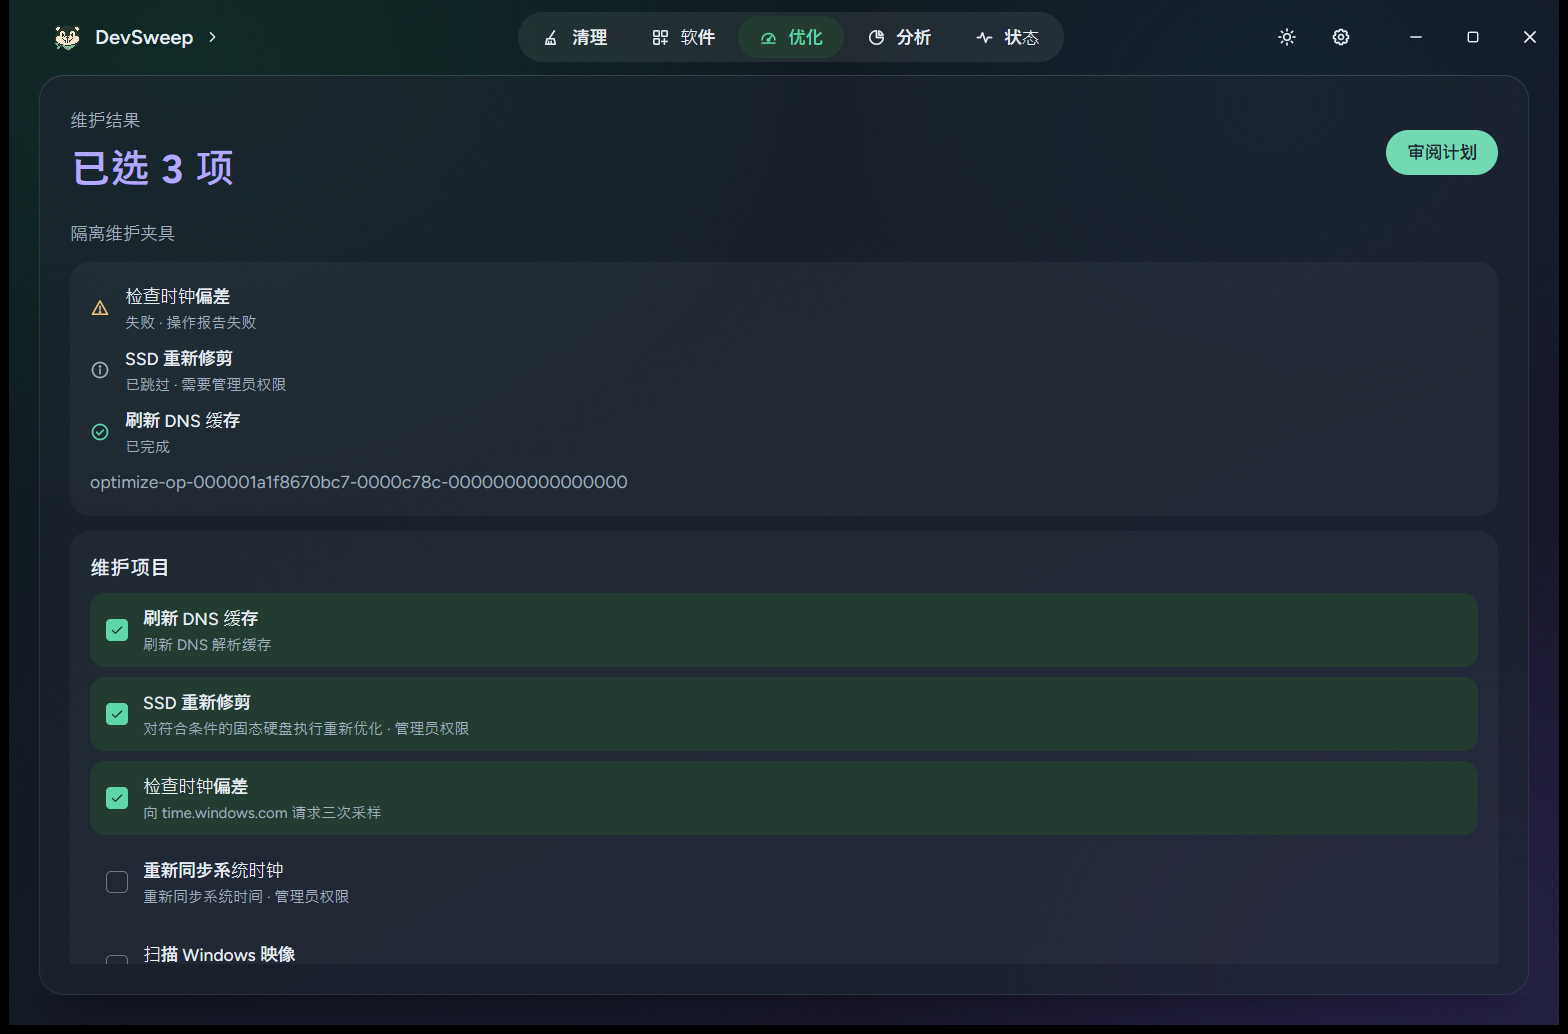 DevSweep
清理
软件
优化
分析
状态
维护结果
已选 3 项
审阅计划
隔离维护夹具
检查时钟偏差
失败 · 操作报告失败
SSD 重新修剪
已跳过 · 需要管理员权限
刷新 DNS 缓存
已完成
optimize-op-000001a1f8670bc7-0000c78c-0000000000000000
维护项目
刷新 DNS 缓存
刷新 DNS 解析缓存
SSD 重新修剪
对符合条件的固态硬盘执行重新优化 · 管理员权限
检查时钟偏差
向 time.windows.com 请求三次采样
重新同步系统时钟
重新同步系统时间 · 管理员权限
扫描 Windows 映像